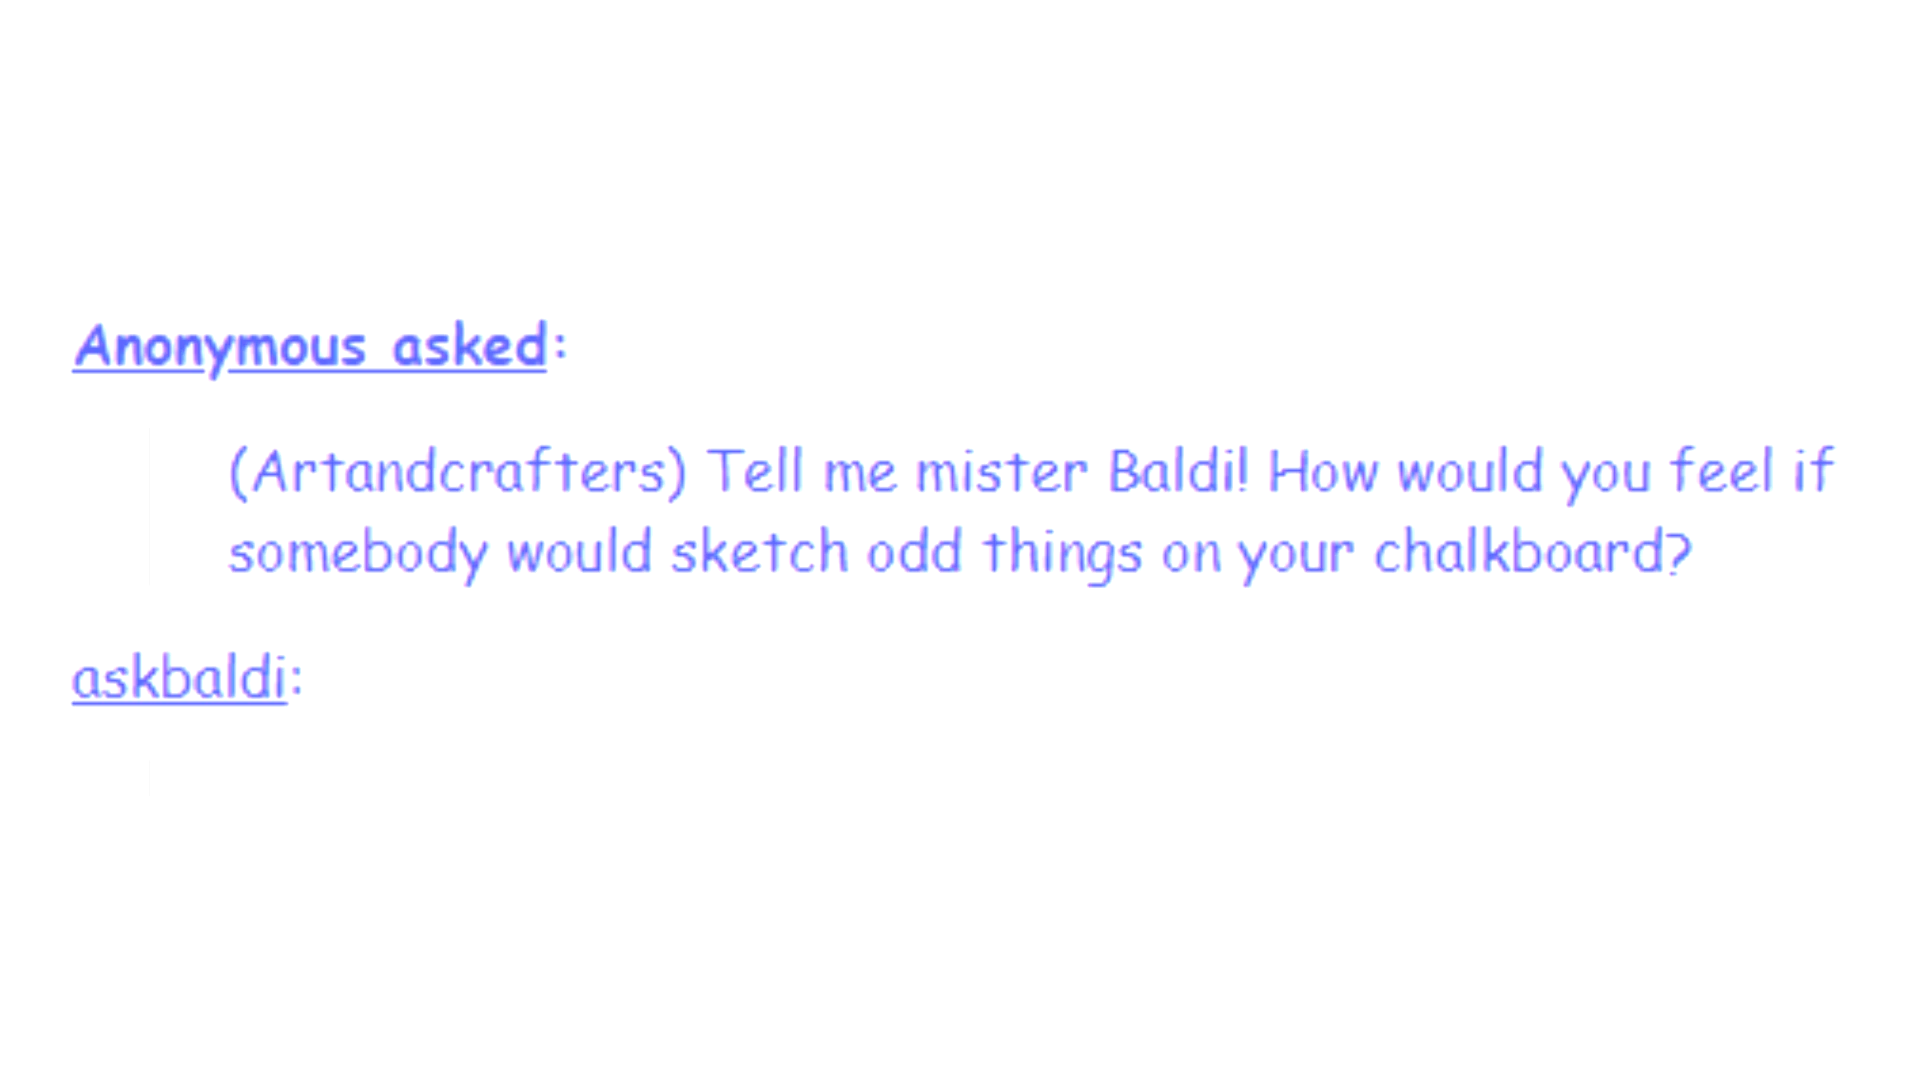 Anonymous asked:
(Artandcrafters) Tell me mister Baldi! How would you feel if
somebody would sketch odd things on your chalkboard?
askbaldi: